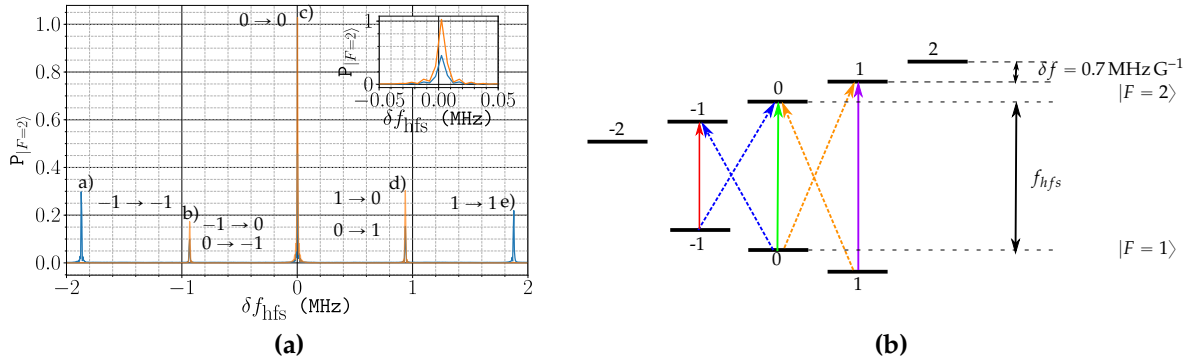 1.0
0.8
0.6
0.4
0.2
0.0
P|F=2⟩
−2
−1
0
1
2
δfhfs (MHz)
0 → 0
c)
a)
−1 → −1
b)
−1 → 0
0 → −1
1 → 0
d)
0 → 1
1 → 1
e)
1
0
P|F=2⟩
−0.05
0.00
0.05
δfhfs (MHz)
(a)
2
1
0
-1
-2
δf = 0.7 MHz G−1
|F = 2⟩
fhfs
-1
0
1
|F = 1⟩
(b)